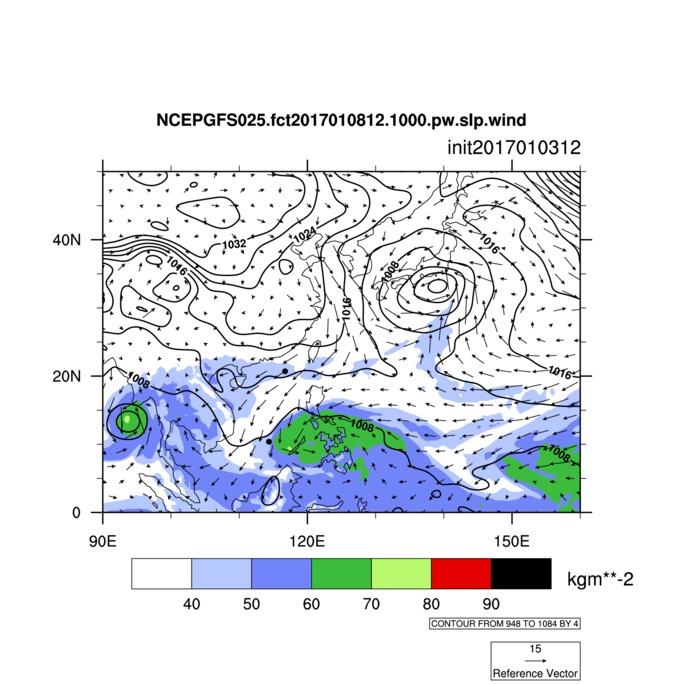 NCEPGFS025.fct2017010812.1000.pw.slp.wind
init2017010312
1032
1024
1016
1016
1008
1016
40N
1008
1016
20N
1008
1008
0
90E 120E 150E
40 50 60 70 80 90
kgm**-2
CONTOUR FROM 948 TO 1084 BY 4
15
Reference Vector